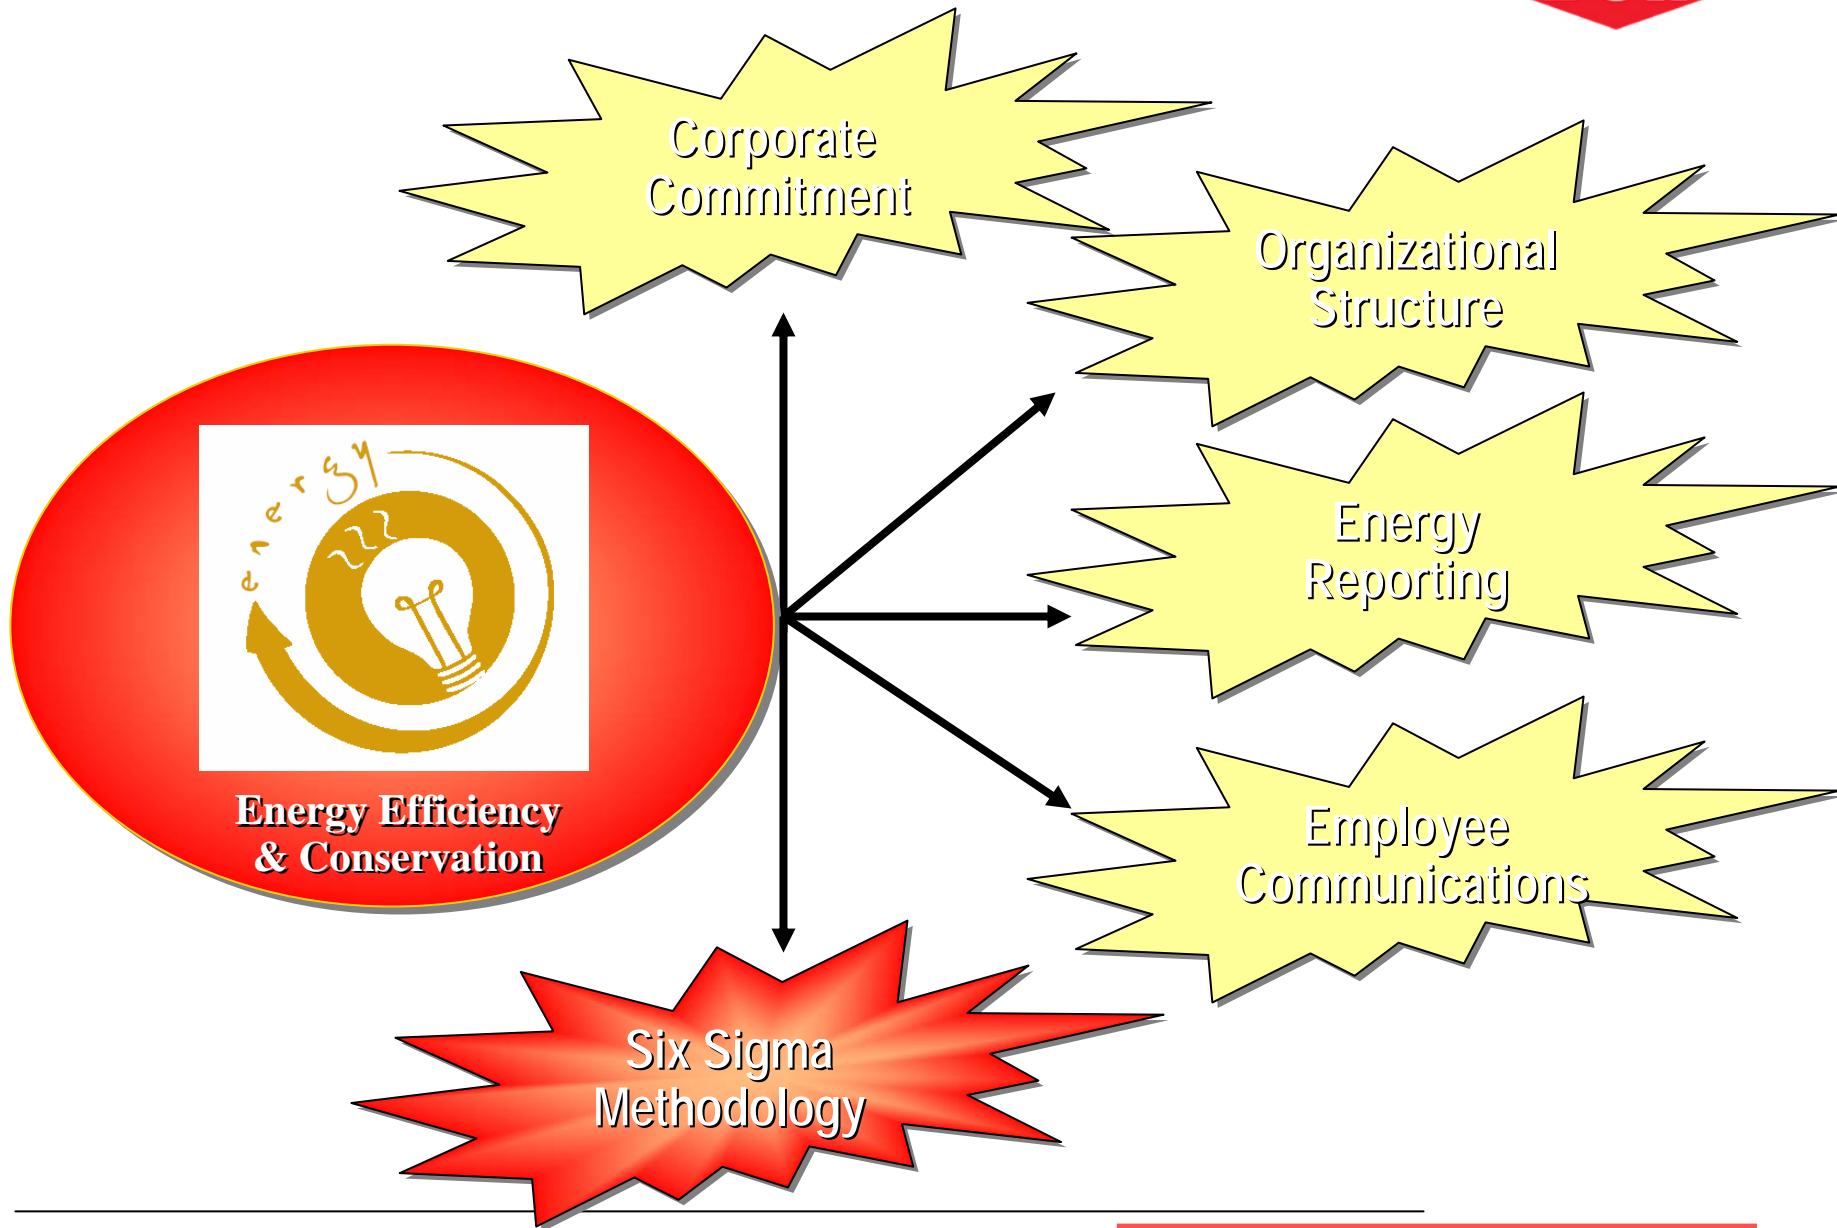 Corporate
Commitment
Organizational
Structure
energy
Energy
Reporting
Energy Efficiency
& Conservation
Employee
Communications
Six Sigma
Methodology